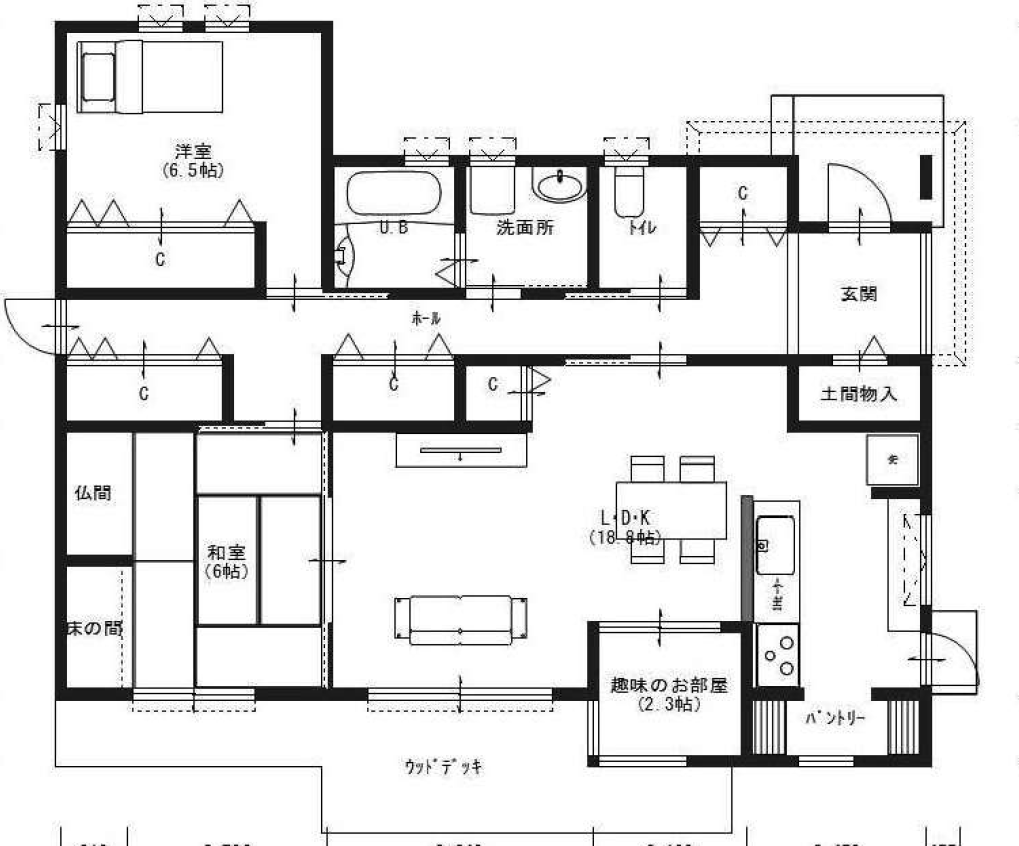 洋室
(6.5帖)
C
U.B
洗面所
トイレ
C
玄関
ホール
C
C
C
土間物入
仏間
和室
(6帖)
床の間
L・D・K
(18.8帖)
趣味のお部屋
(2.3帖)
パントリー
ウッドデッキ